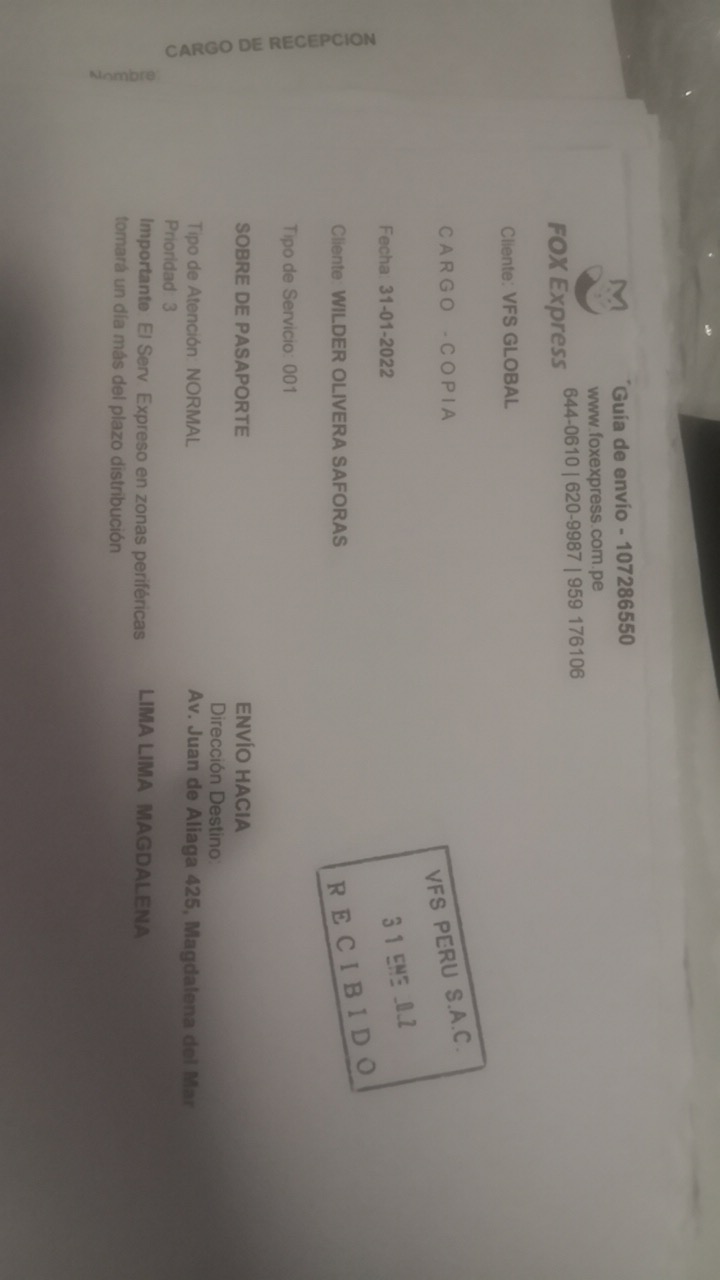 CARGO DE RECEPCION
Nombre:
Guía de envío - 107286550
www.foxexpress.com.pe
644-0610 | 620-9987 | 959 176106
FOX Express
Cliente: VFS GLOBAL
CARGO - COPIA
Fecha: 31-01-2022
Cliente: WILDER OLIVERA SAFORAS
Tipo de Servicio: 001
SOBRE DE PASAPORTE
Tipo de Atención: NORMAL
Prioridad: 3
Importante: El Serv. Expreso en zonas periféricas
tomará un día más del plazo distribución
ENVÍO HACIA
Dirección Destino:
Av. Juan de Aliaga 425, Magdalena del Mar
LIMA LIMA MAGDALENA
VFS PERU S.A.C.
31 ENE
RECIBIDO